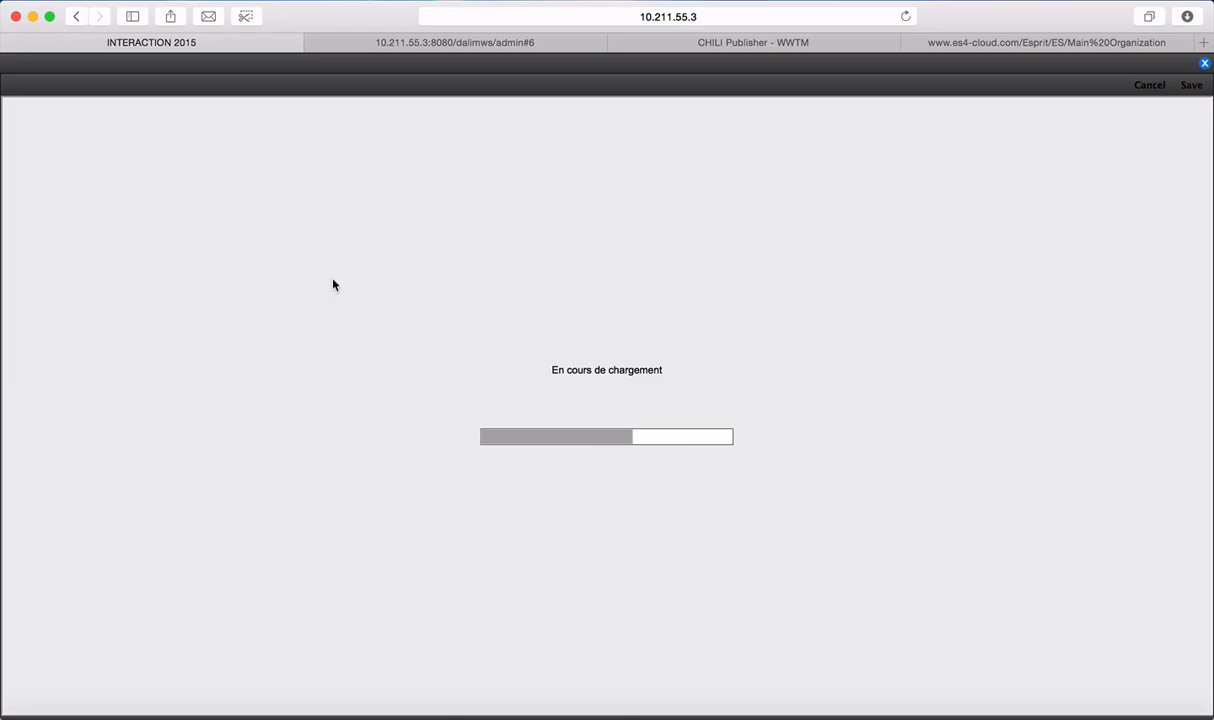 10.211.55.3
INTERACTION 2015
10.211.55.3:8080/dalimws/admin#6
CHILI Publisher - WWTM
www.es4-cloud.com/Esprit/ES/Main%20Organization
X
Cancel
Save
En cours de chargement